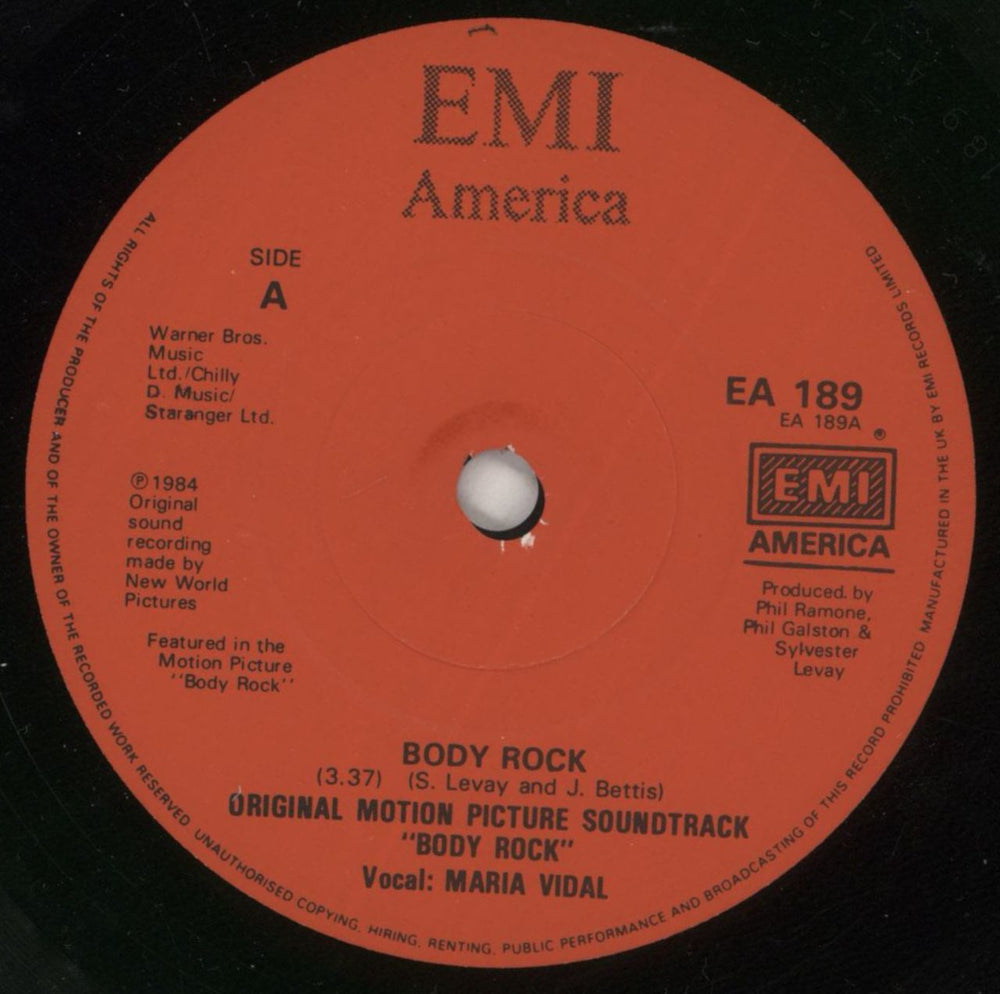 EMI
America
SIDE
A
Warner Bros.
Music
Ltd./Chilly
D. Music/
Staranger Ltd.
℗ 1984
Original
sound
recording
made by
New World
Pictures
Featured in the
Motion Picture
"Body Rock"
EA 189
EA 189A
®
EMI
AMERICA
Produced. by
Phil Ramone,
Phil Galston &
Sylvester
Levay
BODY ROCK
(3.37) (S. Levay and J. Bettis)
ORIGINAL MOTION PICTURE SOUNDTRACK
"BODY ROCK"
Vocal: MARIA VIDAL
ALL RIGHTS OF THE PRODUCER AND OF THE OWNER OF THE RECORDED WORK RESERVED UNAUTHORISED COPYING, HIRING, RENTING, PUBLIC PERFORMANCE AND BROADCASTING OF THIS RECORD PROHIBITED MANUFACTURED IN THE UK BY EMI RECORDS LIMITED